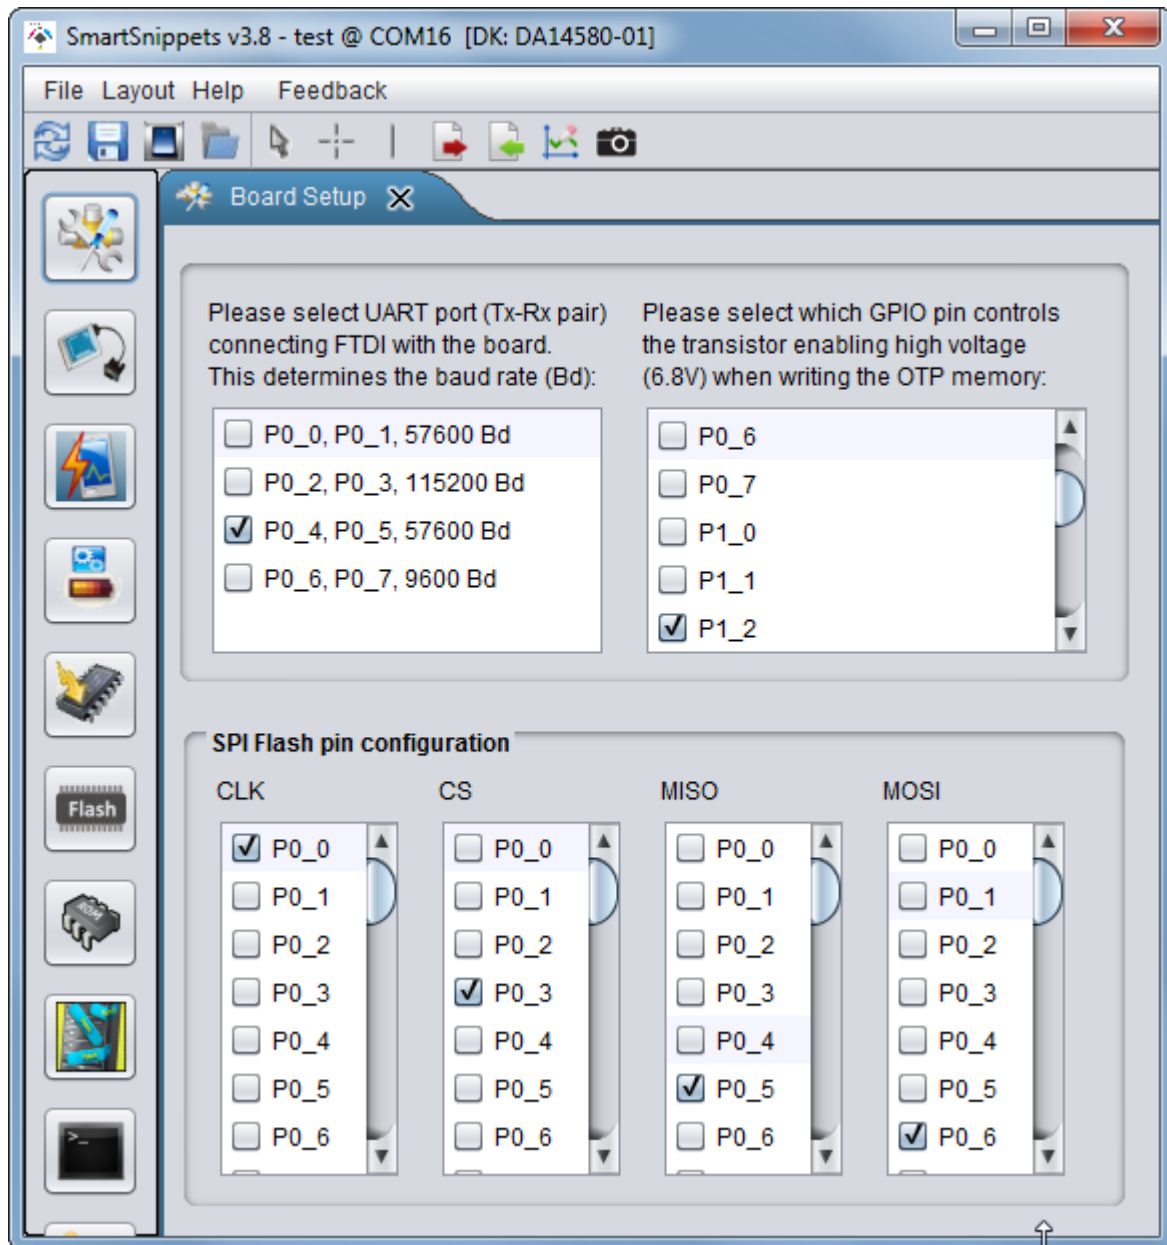 SmartSnippets v3.8 - test @ COM16 [DK: DA14580-01]
File Layout Help Feedback
Board Setup
Please select UART port (Tx-Rx pair)
connecting FTDI with the board.
This determines the baud rate (Bd):
P0_0, P0_1, 57600 Bd
P0_2, P0_3, 115200 Bd
P0_4, P0_5, 57600 Bd
P0_6, P0_7, 9600 Bd
Please select which GPIO pin controls
the transistor enabling high voltage
(6.8V) when writing the OTP memory:
P0_6
P0_7
P1_0
P1_1
P1_2
Flash
ROM
>_
SPI Flash pin configuration
CLK
P0_0
P0_1
P0_2
P0_3
P0_4
P0_5
P0_6
CS
P0_0
P0_1
P0_2
P0_3
P0_4
P0_5
P0_6
MISO
P0_0
P0_1
P0_2
P0_3
P0_4
P0_5
P0_6
MOSI
P0_0
P0_1
P0_2
P0_3
P0_4
P0_5
P0_6